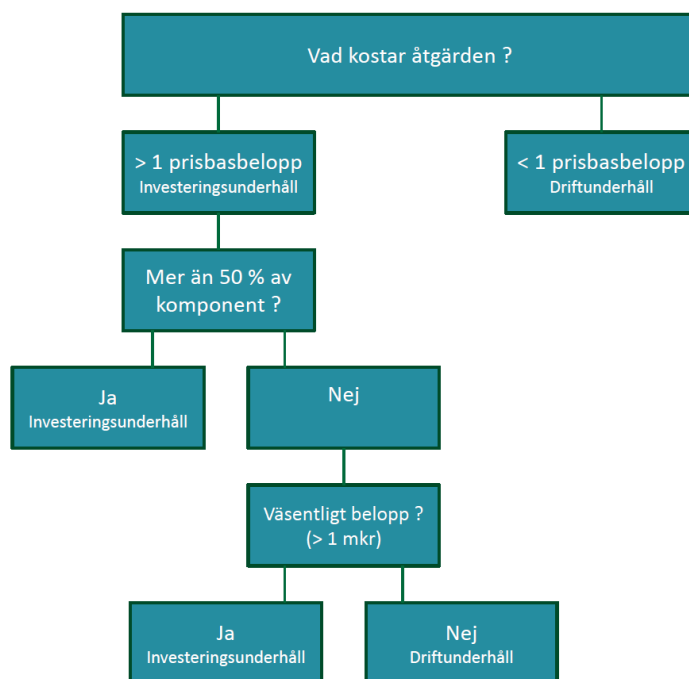 Vad kostar åtgärden ?
> 1 prisbasbelopp
Investeringsunderhåll
< 1 prisbasbelopp
Driftunderhåll
Mer än 50 % av
komponent ?
Ja
Investeringsunderhåll
Nej
Väsentligt belopp ?
(> 1 mkr)
Ja
Investeringsunderhåll
Nej
Driftunderhåll